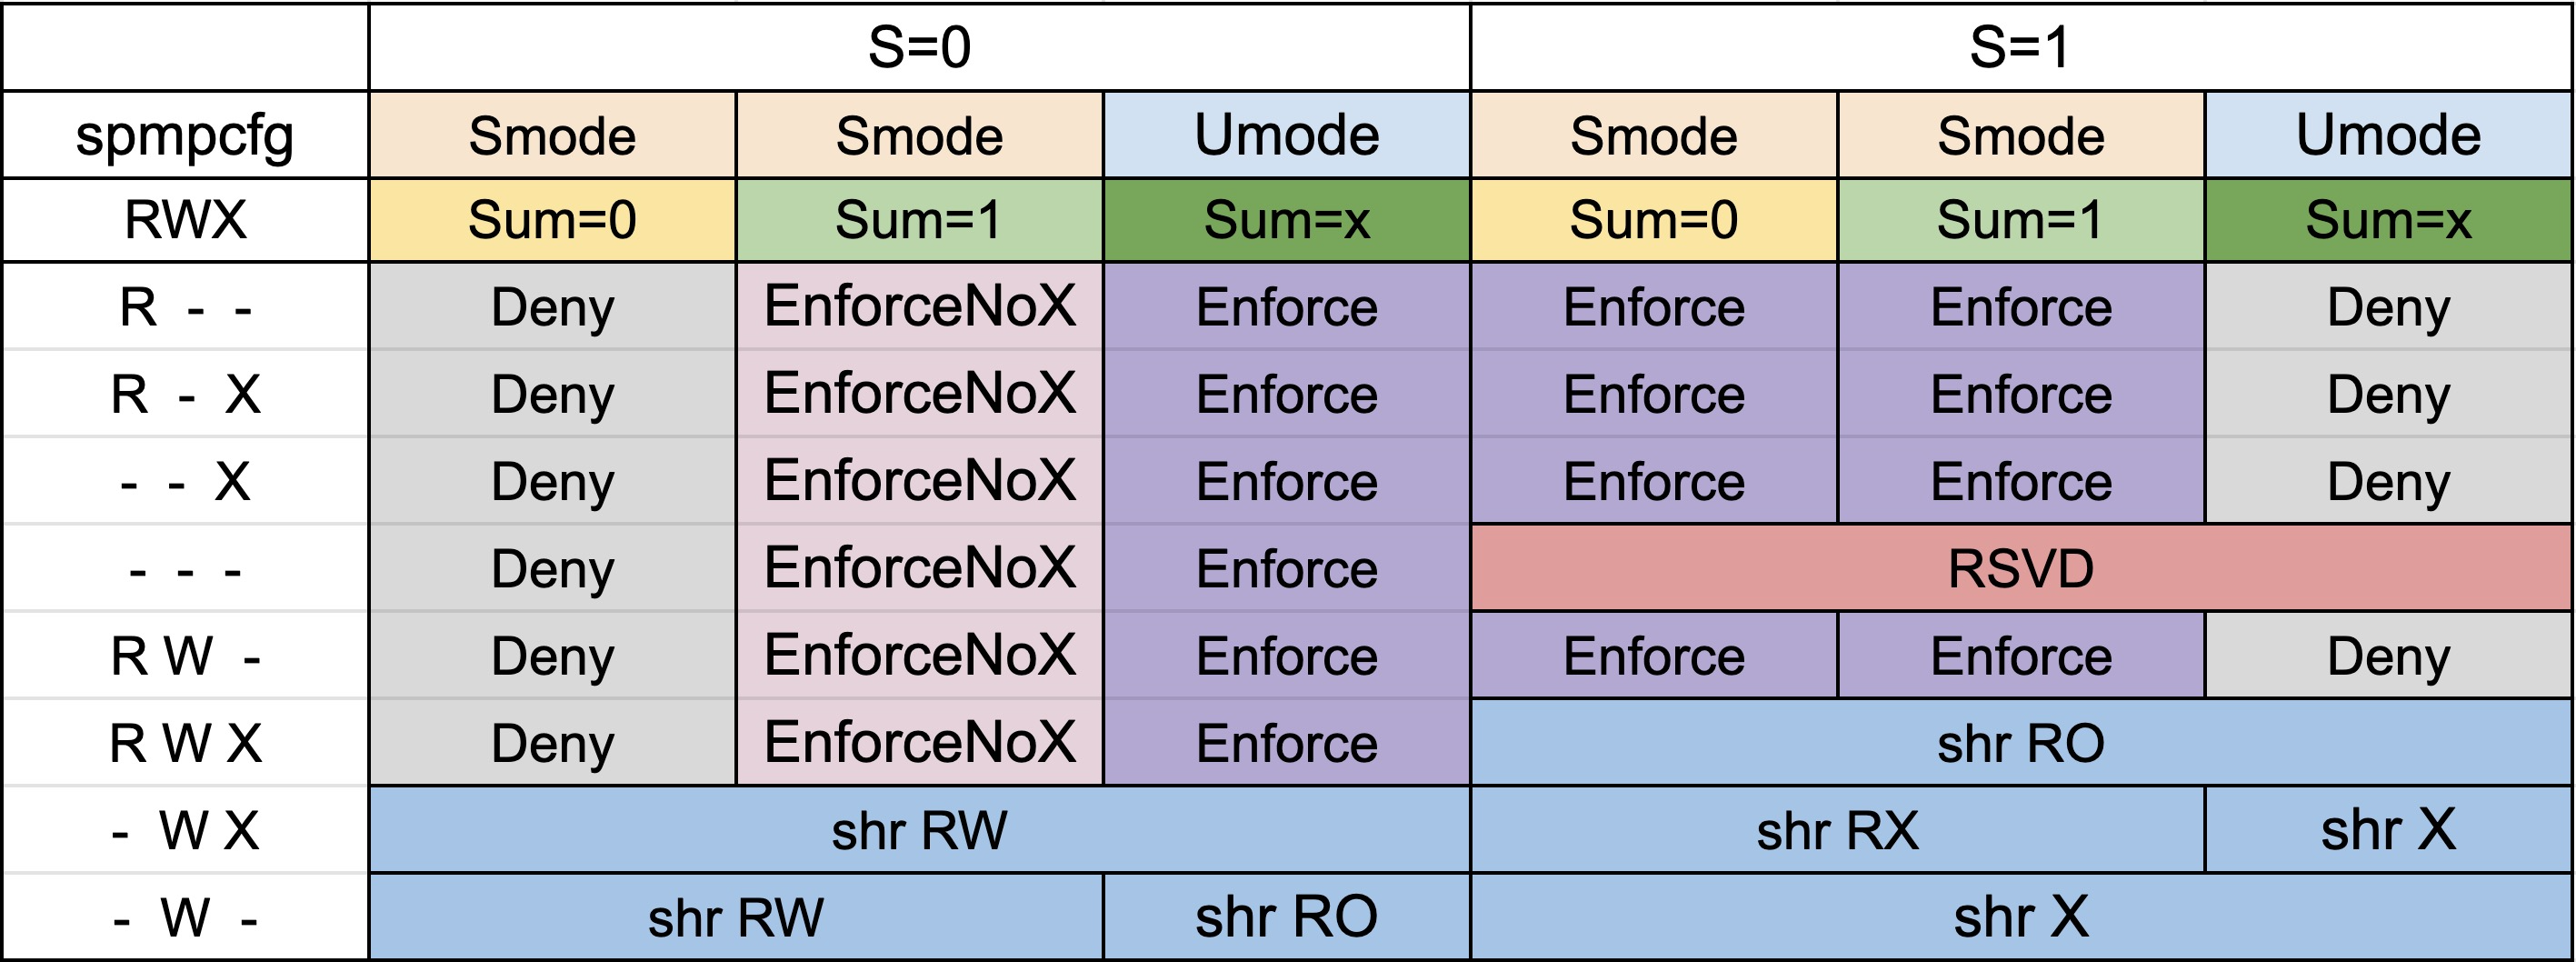 S=0 S=1
spmpcfg Smode Smode Umode Smode Smode Umode
RWX Sum=0 Sum=1 Sum=x Sum=0 Sum=1 Sum=x
R - - Deny EnforceNoX Enforce Enforce Enforce Deny
R - X Deny EnforceNoX Enforce Enforce Enforce Deny
- - X Deny EnforceNoX Enforce Enforce Enforce Deny
- - - Deny EnforceNoX Enforce RSVD
R W - Deny EnforceNoX Enforce Enforce Enforce Deny
R W X Deny EnforceNoX Enforce shr RO
- W X shr RW shr RX shr X
- W - shr RW shr RO shr X